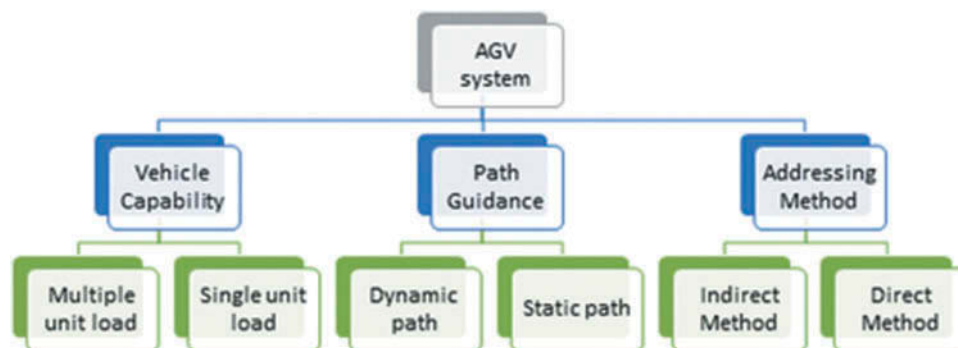 AGV
system
Vehicle
Capability
Path
Guidance
Addressing
Method
Multiple
unit load
Single unit
load
Dynamic
path
Static path
Indirect
Method
Direct
Method